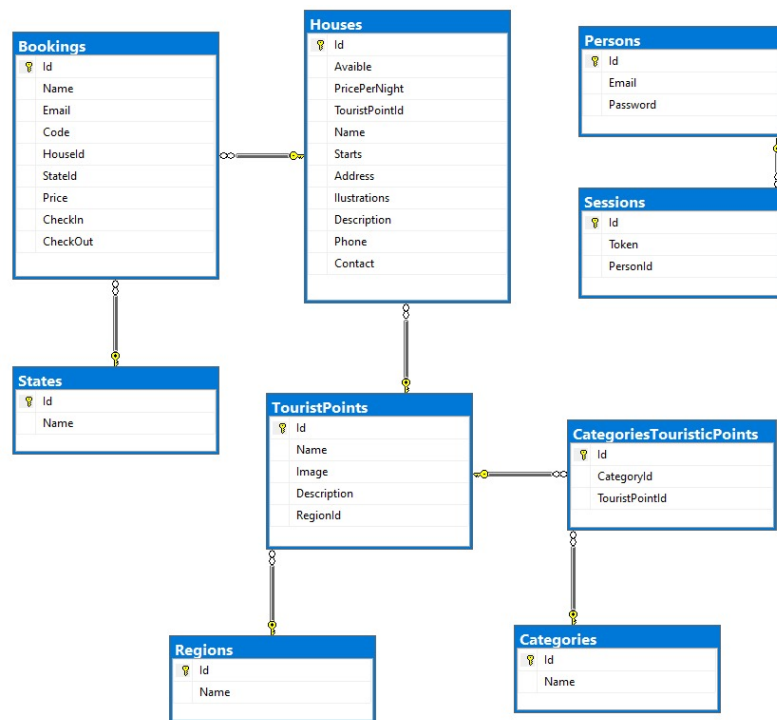 Bookings
Id
Name
Email
Code
HouseId
StateId
Price
CheckIn
CheckOut
Houses
Id
Avaible
PricePerNight
TouristPointId
Name
Starts
Address
Ilustrations
Description
Phone
Contact
Persons
Id
Email
Password
Sessions
Id
Token
PersonId
States
Id
Name
TouristPoints
Id
Name
Image
Description
RegionId
CategoriesTouristicPoints
Id
CategoryId
TouristPointId
Regions
Id
Name
Categories
Id
Name